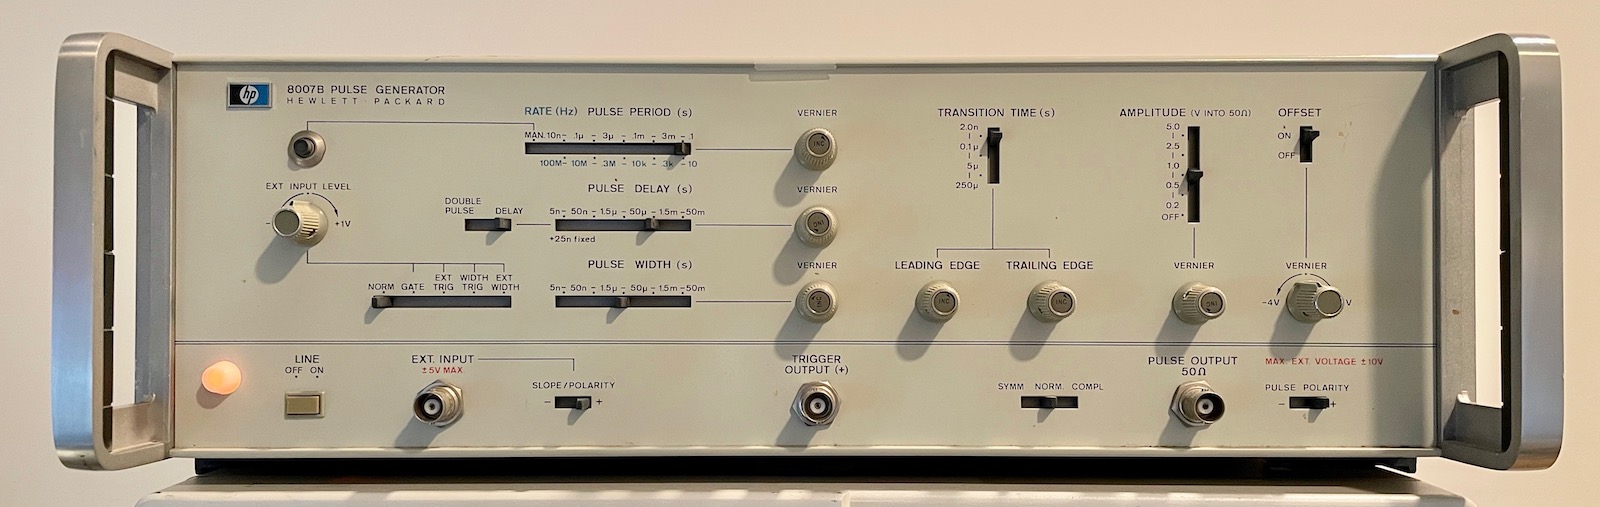 hp
8007B PULSE GENERATOR
HEWLETT · PACKARD
RATE (Hz) PULSE PERIOD (s)
MAN. 10n – .1µ – 3µ – .1m – 3m – .1
100M – 10M – 3M – 10k – .3k – 10
VERNIER
INC
EXT INPUT LEVEL
- +1V
PULSE DELAY (s)
DOUBLE
PULSE DELAY
5n – 50n – 1.5µ – 50µ – 1.5m – 50m
+25n fixed
VERNIER
INC
PULSE WIDTH (s)
NORM GATE EXT TRIG WIDTH TRIG EXT WIDTH
5n – 50n – 1.5µ – 50µ – 1.5m – 50m
VERNIER
INC
TRANSITION TIME (s)
2.0n
0.1µ
5µ
250µ
LEADING EDGE TRAILING EDGE
INC INC
AMPLITUDE (V INTO 50Ω)
5.0
2.5
1.0
0.5
0.2
OFF
VERNIER
INC
OFFSET
ON
OFF
VERNIER
-4V V
LINE
OFF ON
EXT. INPUT
±5V MAX.
SLOPE/POLARITY
- +
TRIGGER
OUTPUT (+)
SYMM NORM. COMPL
PULSE OUTPUT
50Ω
MAX. EXT. VOLTAGE ±10V
PULSE POLARITY
- +